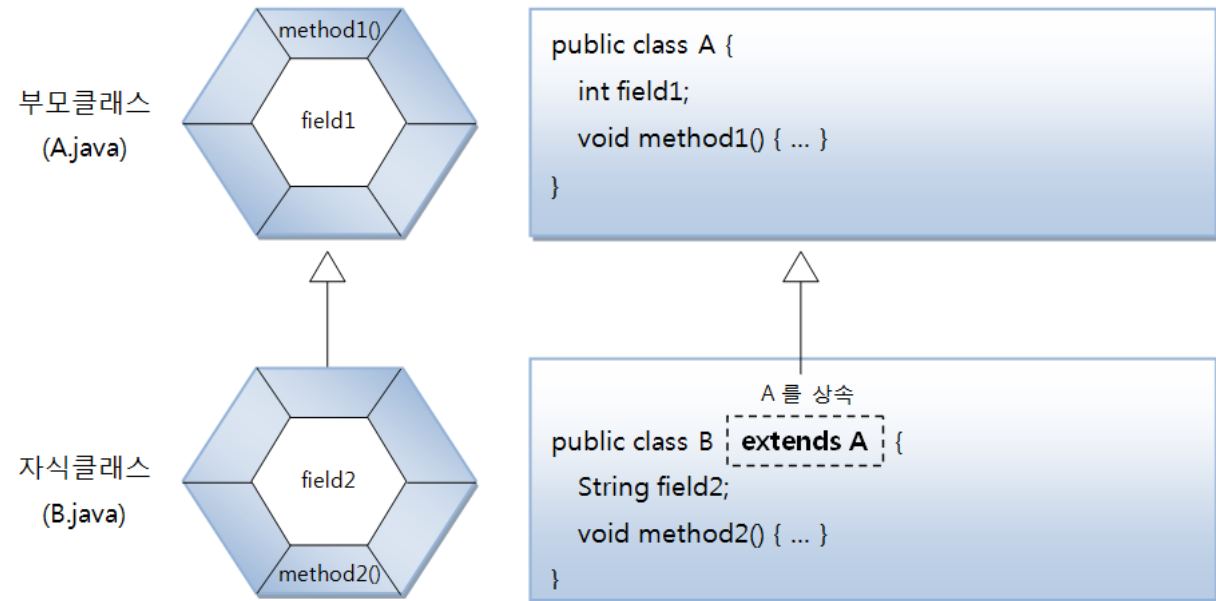 method1()
부모클래스
(A.java)
field1
public class A {
int field1;
void method1() { ... }
}
자식클래스
(B.java)
field2
method2()
A 를 상속
public class B extends A {
String field2;
void method2() { ... }
}